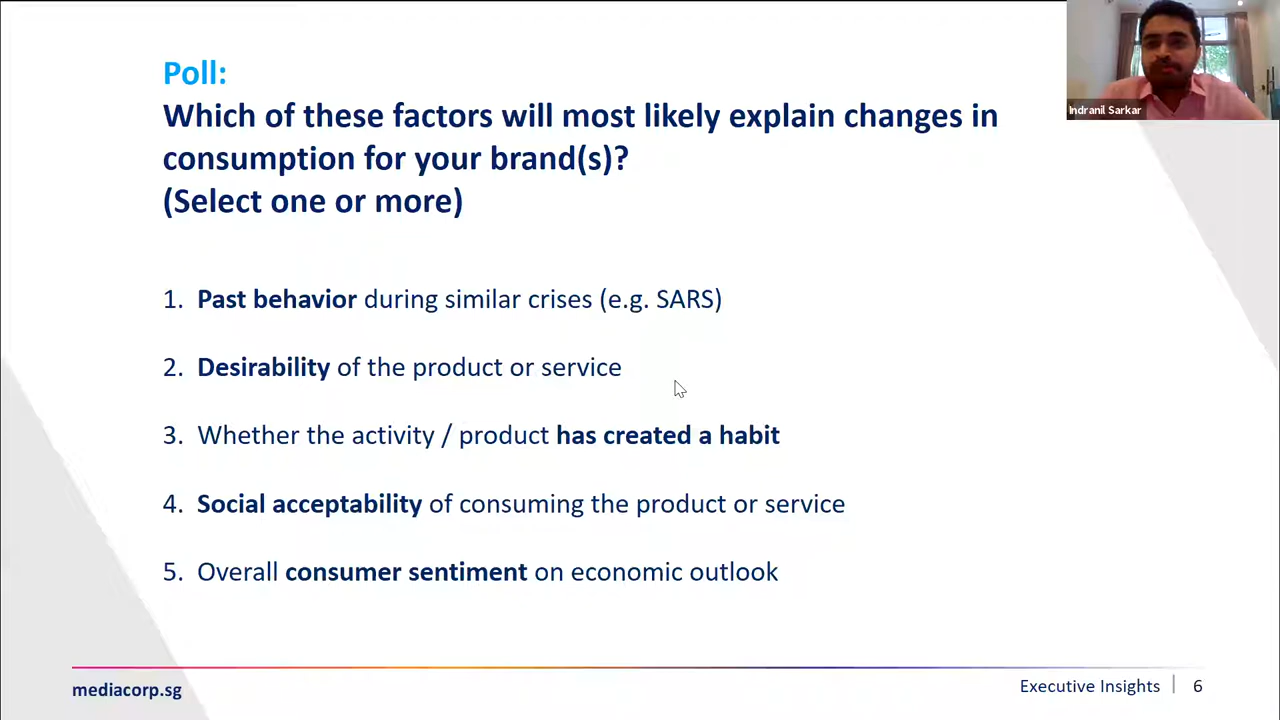 Poll:
Which of these factors will most likely explain changes in
consumption for your brand(s)?
(Select one or more)
1. Past behavior during similar crises (e.g. SARS)
2. Desirability of the product or service
3. Whether the activity / product has created a habit
4. Social acceptability of consuming the product or service
5. Overall consumer sentiment on economic outlook
Indranil Sarkar
mediacorp.sg
Executive Insights | 6